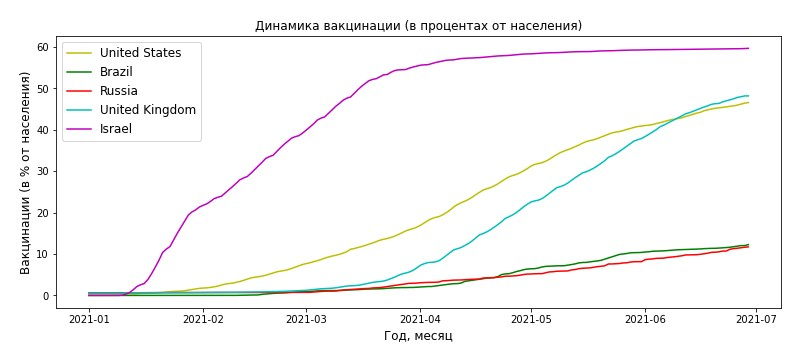 Динамика вакцинации (в процентах от населения)
Вакцинации (в % от населения)
60
50
40
30
20
10
0
United States
Brazil
Russia
United Kingdom
Israel
2021-01 2021-02 2021-03 2021-04 2021-05 2021-06 2021-07
Год, месяц